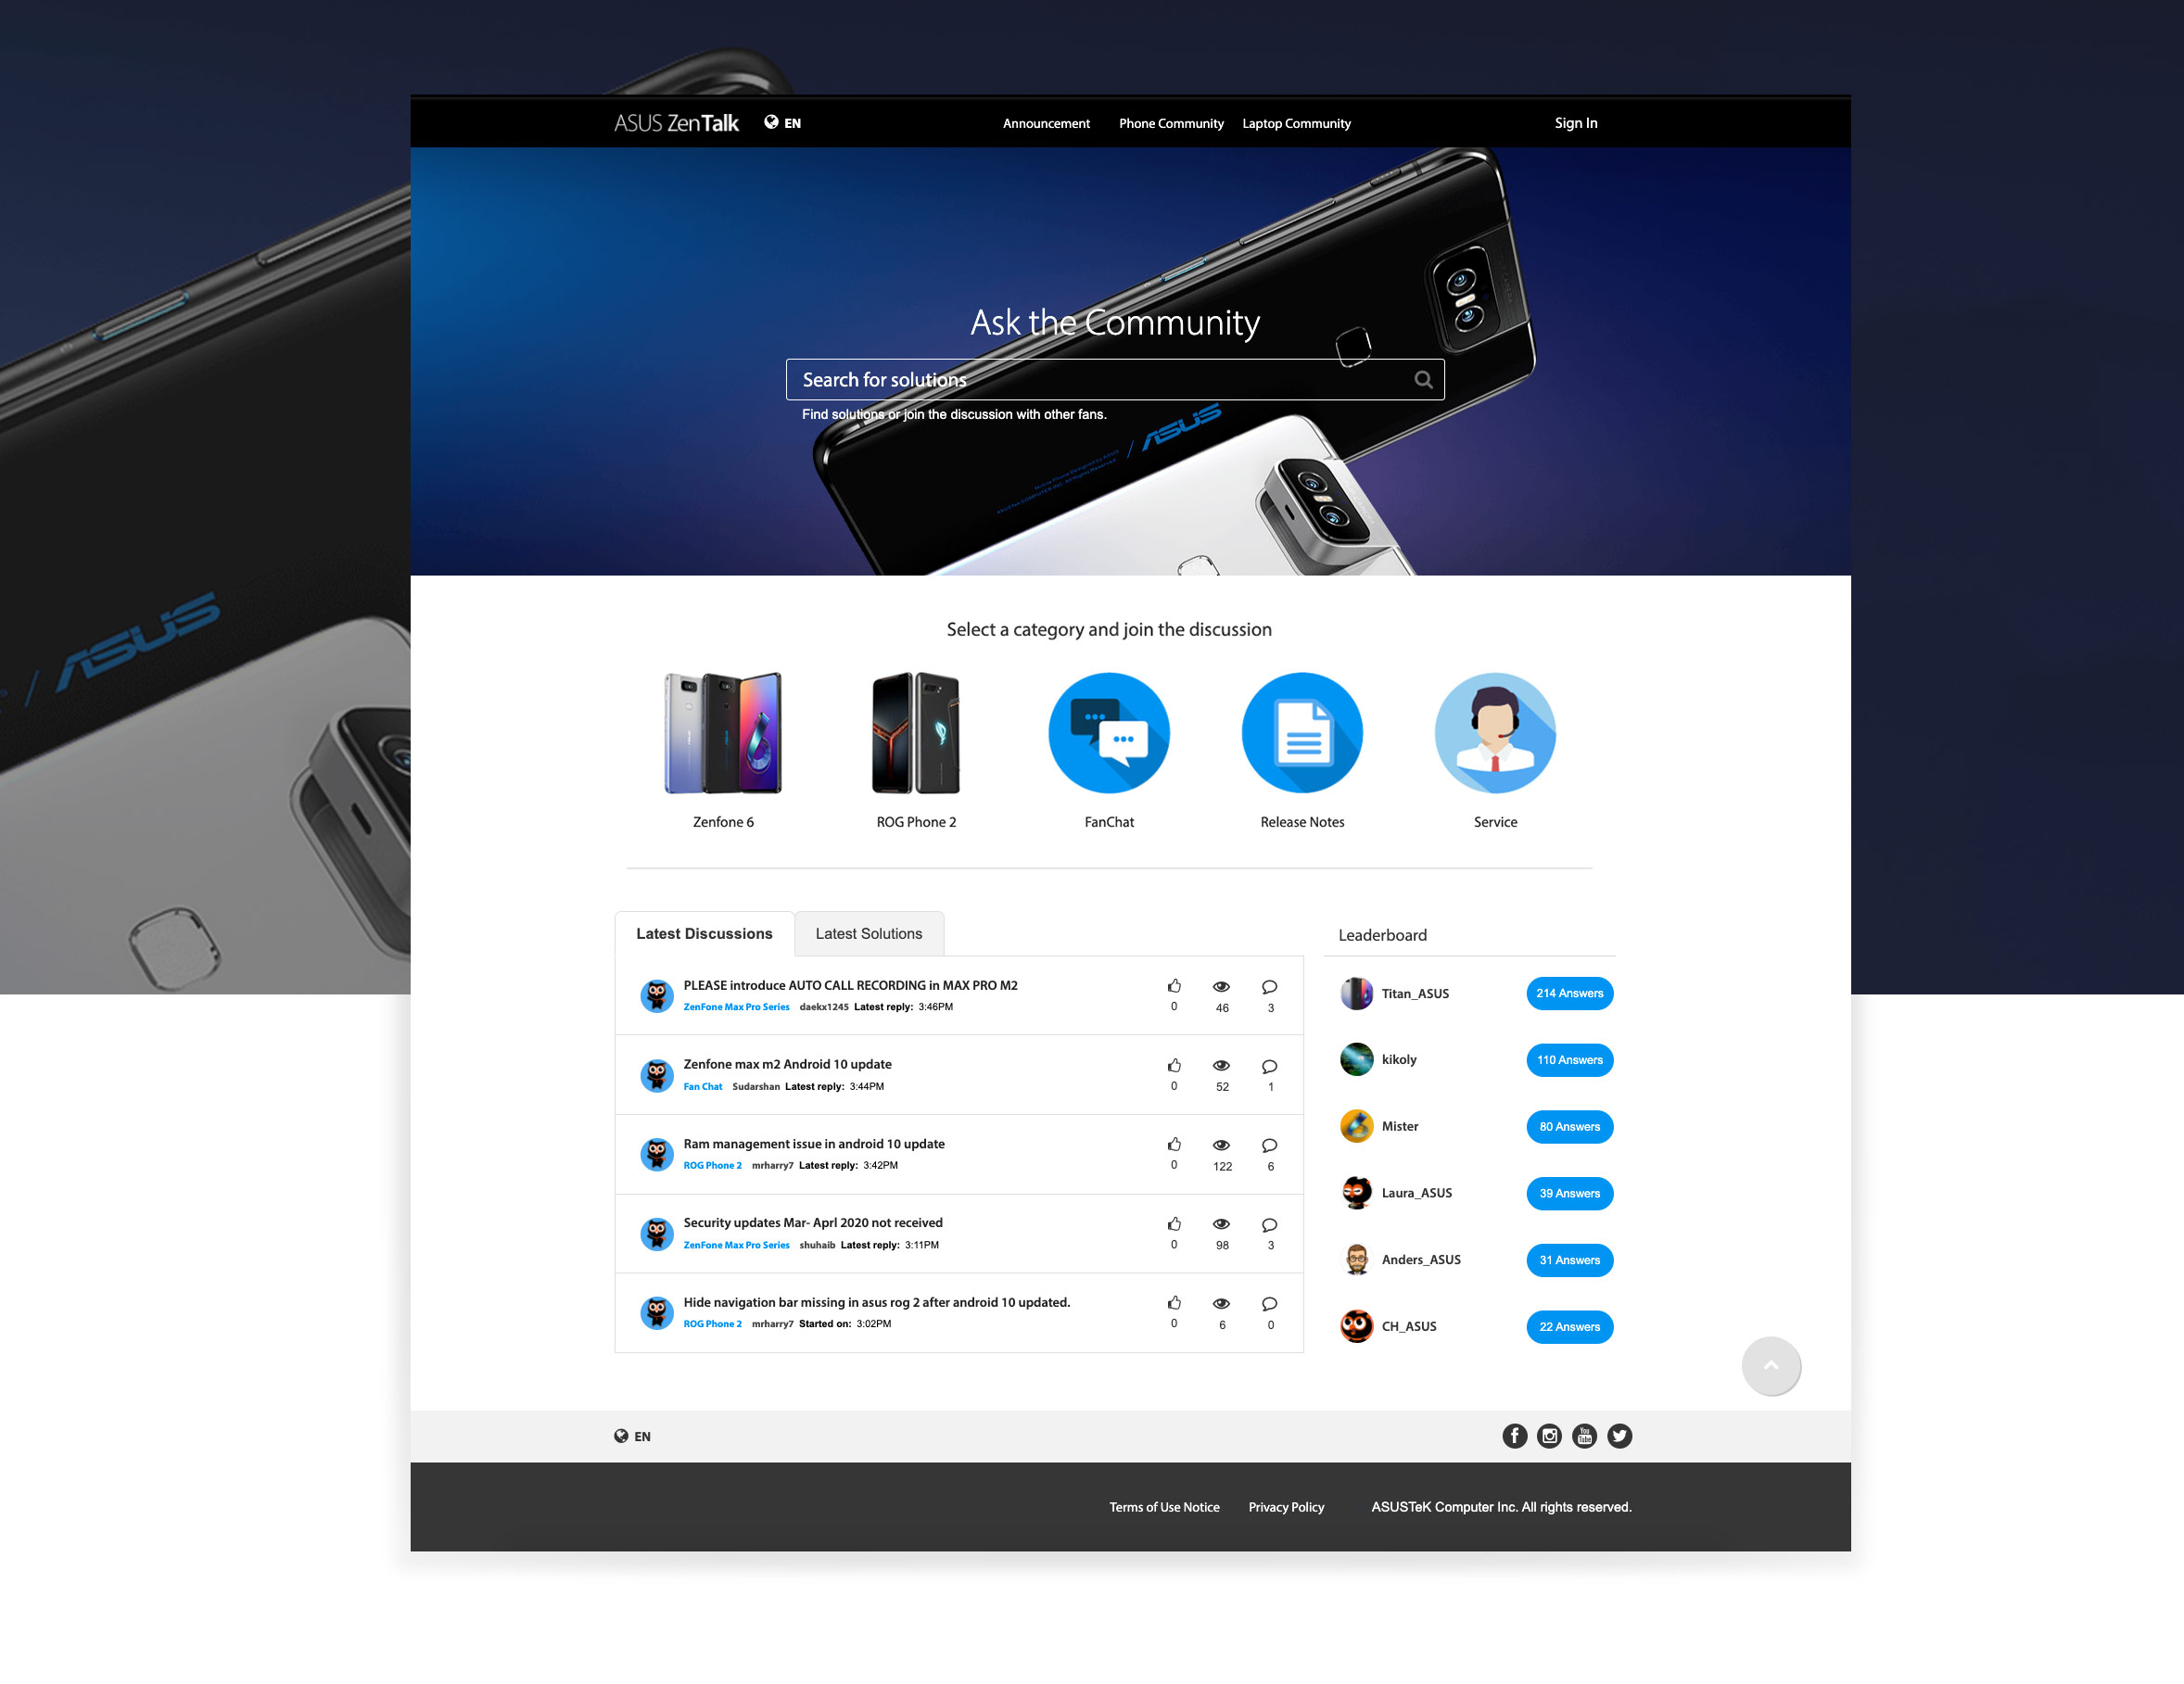 ASUS ZenTalk
EN
Announcement
Phone Community
Laptop Community
Sign In
Ask the Community
Search for solutions
Find solutions or join the discussion with other fans.
/ ASUS
/ ASUS
Select a category and join the discussion
ASUS
Zenfone 6
ROG Phone 2
FanChat
Release Notes
Service
Latest Discussions
Latest Solutions
PLEASE introduce AUTO CALL RECORDING in MAX PRO M2
ZenFone Max Pro Series daekx1245 Latest reply: 3:46PM
0 46 3
Zenfone max m2 Android 10 update
Fan Chat Sudarshan Latest reply: 3:44PM
0 52 1
Ram management issue in android 10 update
ROG Phone 2 mrharry7 Latest reply: 3:42PM
0 122 6
Security updates Mar- Aprl 2020 not received
ZenFone Max Pro Series shuhaib Latest reply: 3:11PM
0 98 3
Hide navigation bar missing in asus rog 2 after android 10 updated.
ROG Phone 2 mrharry7 Started on: 3:02PM
0 6 0
Leaderboard
Titan_ASUS 214 Answers
kikoly 110 Answers
Mister 80 Answers
Laura_ASUS 39 Answers
Anders_ASUS 31 Answers
CH_ASUS 22 Answers
EN
You
Tube
Terms of Use Notice
Privacy Policy
ASUSTeK Computer Inc. All rights reserved.